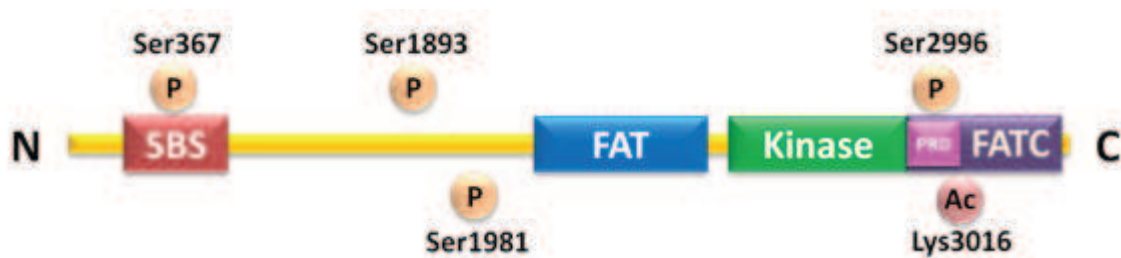 Ser367 Ser1893 Ser2996
P P P
N SBS FAT Kinase PRD FATC C
P Ac
Ser1981 Lys3016